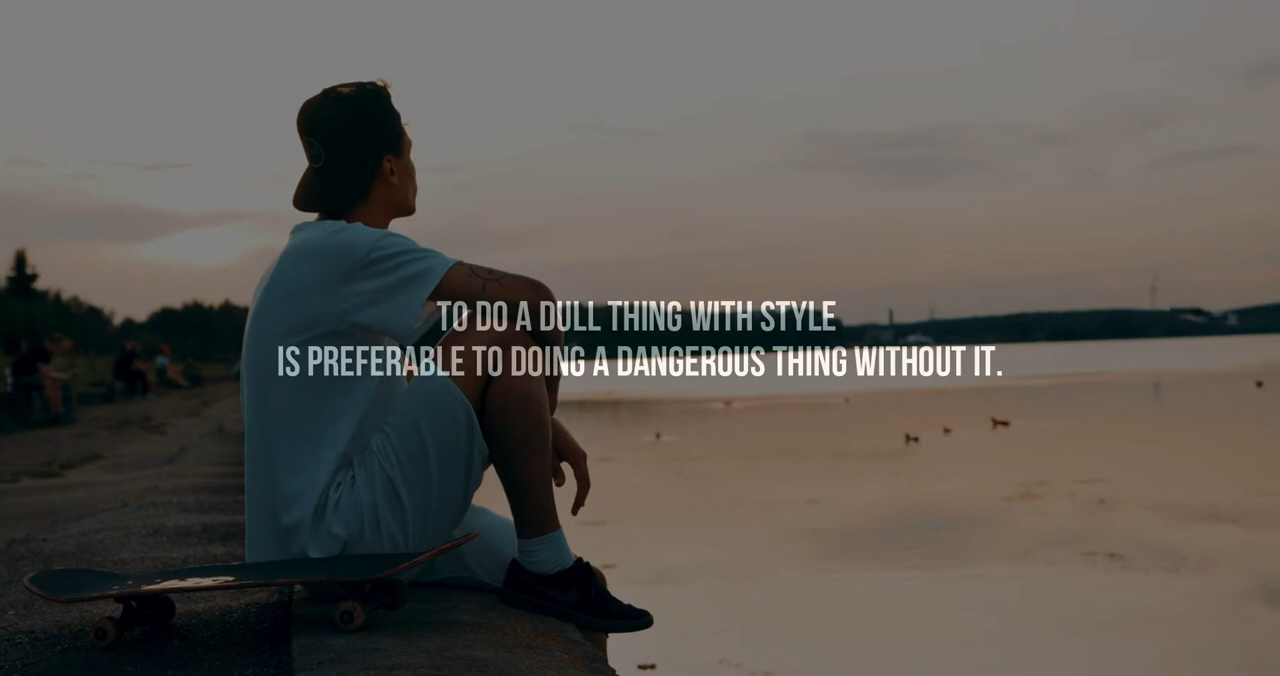 TO DO A DULL THING WITH STYLE
IS PREFERABLE TO DOING A DANGEROUS THING WITHOUT IT.